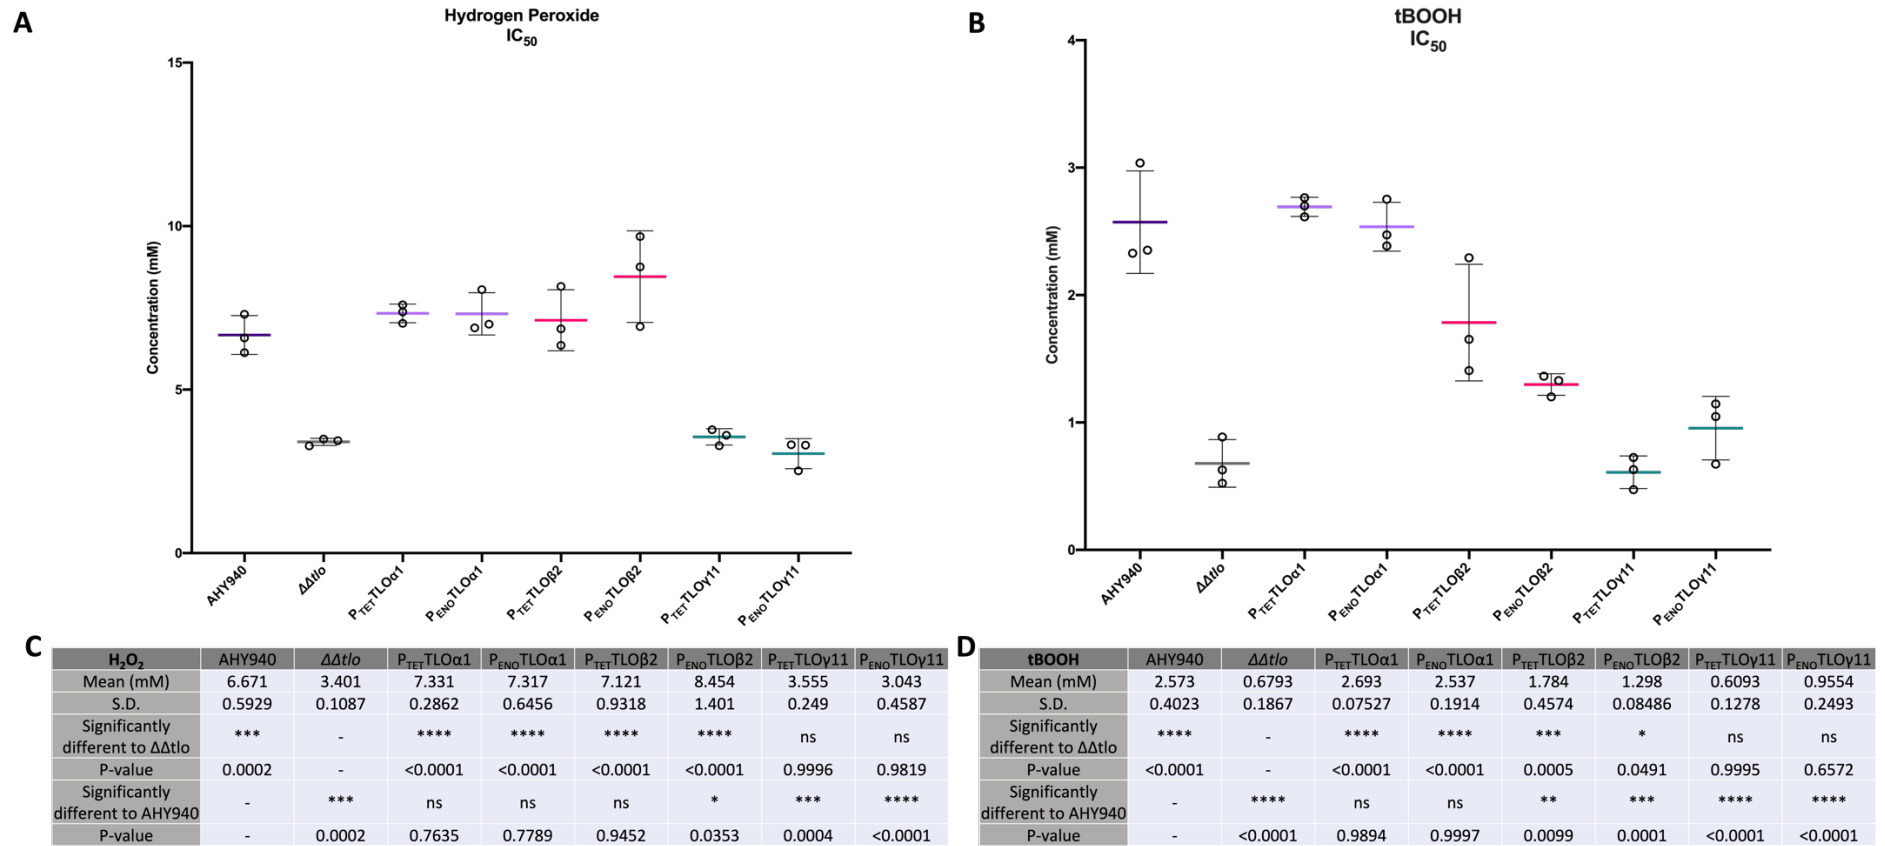 A
Hydrogen Peroxide
IC50
15
10
5
0
Concentration (mM)
AHY940
ΔΔtlo
PTETTLOα1
PENOTLOα1
PTETTLOβ2
PENOTLOβ2
PTETTLOγ11
PENOTLOγ11
B
tBOOH
IC50
4
3
2
1
0
Concentration (mM)
AHY940
ΔΔtlo
PTETTLOα1
PENOTLOα1
PTETTLOβ2
PENOTLOβ2
PTETTLOγ11
PENOTLOγ11
C
H2O2 AHY940 ΔΔtlo PTETTLOα1 PENOTLOα1 PTETTLOβ2 PENOTLOβ2 PTETTLOγ11 PENOTLOγ11
Mean (mM) 6.671 3.401 7.331 7.317 7.121 8.454 3.555 3.043
S.D. 0.5929 0.1087 0.2862 0.6456 0.9318 1.401 0.249 0.4587
Significantly
different to ΔΔtlo *** - **** **** **** **** ns ns
P-value 0.0002 - <0.0001 <0.0001 <0.0001 <0.0001 0.9996 0.9819
Significantly
different to AHY940 - *** ns ns ns * *** ****
P-value - 0.0002 0.7635 0.7789 0.9452 0.0353 0.0004 <0.0001
D
tBOOH AHY940 ΔΔtlo PTETTLOα1 PENOTLOα1 PTETTLOβ2 PENOTLOβ2 PTETTLOγ11 PENOTLOγ11
Mean (mM) 2.573 0.6793 2.693 2.537 1.784 1.298 0.6093 0.9554
S.D. 0.4023 0.1867 0.07527 0.1914 0.4574 0.08486 0.1278 0.2493
Significantly
different to ΔΔtlo **** - **** **** *** * ns ns
P-value <0.0001 - <0.0001 <0.0001 0.0005 0.0491 0.9995 0.6572
Significantly
different to AHY940 - **** ns ns ** *** **** ****
P-value - <0.0001 0.9894 0.9997 0.0099 0.0001 <0.0001 <0.0001